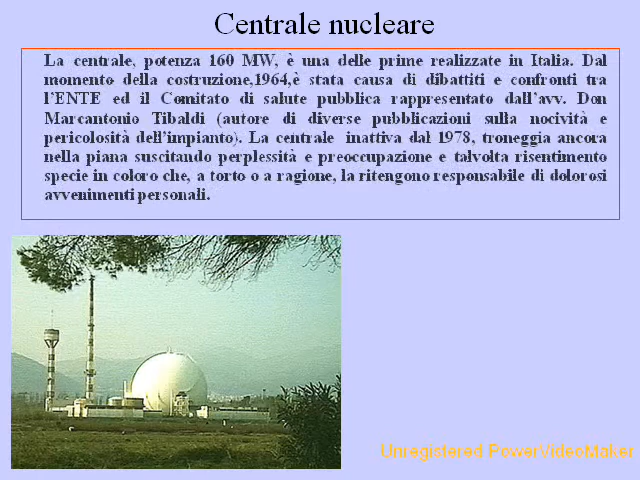 Centrale nucleare
La centrale, potenza 160 MW, è una delle prime realizzate in Italia. Dal
momento della costruzione,1964,è stata causa di dibattiti e confronti tra
l'ENTE ed il Comitato di salute pubblica rappresentato dall'avv. Don
Marcantonio Tibaldi (autore di diverse pubblicazioni sulla nocività e
pericolosità dell'impianto). La centrale inattiva dal 1978, troneggia ancora
nella piana suscitando perplessità e preoccupazione e talvolta risentimento
specie in coloro che, a torto o a ragione, la ritengono responsabile di dolorosi
avvenimenti personali.
Unregistered PowerVideoMaker